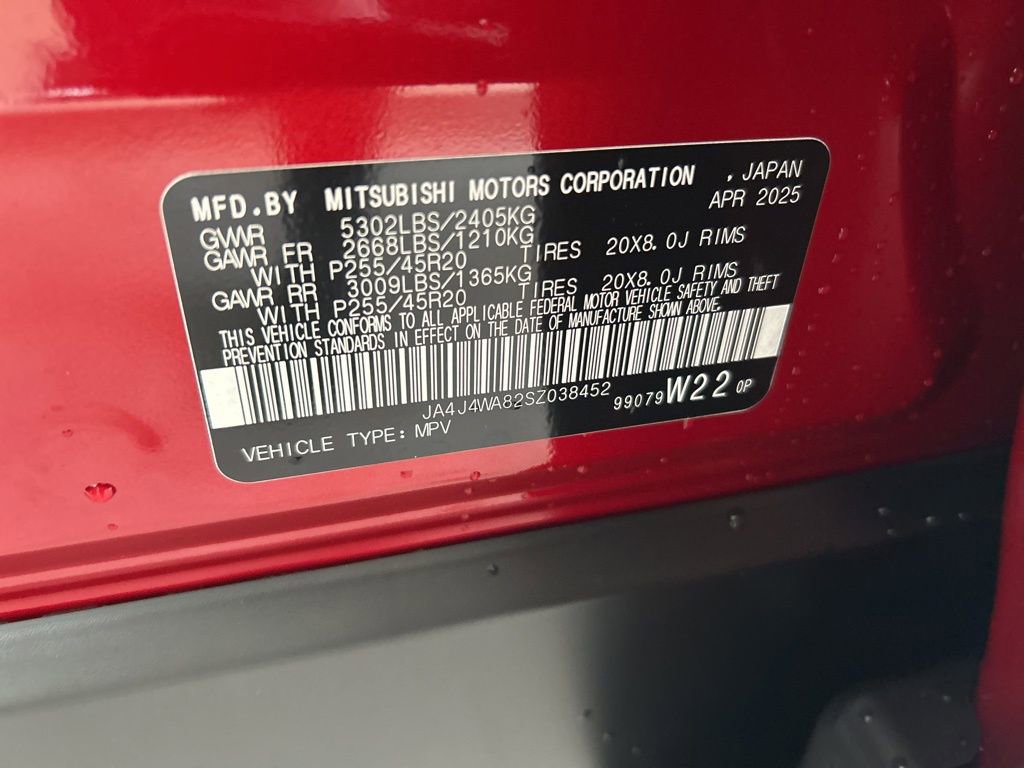 MFD.BY MITSUBISHI MOTORS CORPORATION , JAPAN
APR 2025
GVWR 5302LBS/2405KG
GAWR FR 2668LBS/1210KG
WITH P255/45R20 TIRES 20X8.0J RIMS
GAWR RR 3009LBS/1365KG
WITH P255/45R20 TIRES 20X8.0J RIMS
THIS VEHICLE CONFORMS TO ALL APPLICABLE FEDERAL MOTOR VEHICLE SAFETY AND THEFT
PREVENTION STANDARDS IN EFFECT ON THE DATE OF MANUFACTURE SHOWN ABOVE.
JA4J4WA82SZ038452
99079 W22 0P
VEHICLE TYPE: MPV